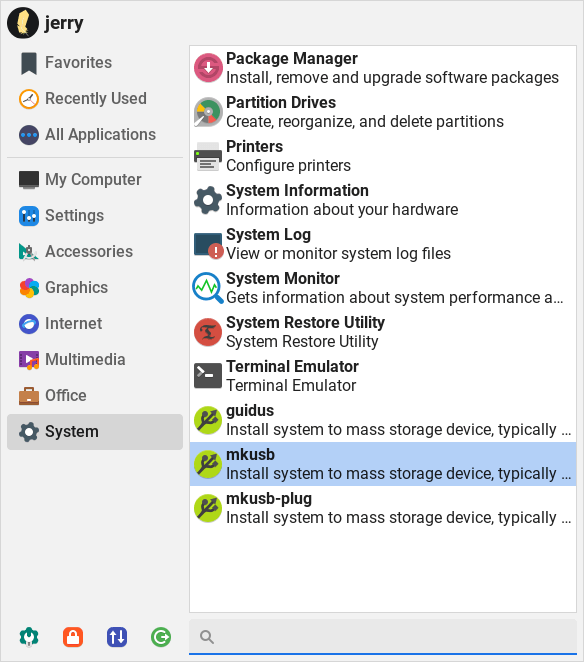 jerry
Favorites
Recently Used
All Applications
My Computer
Settings
Accessories
Graphics
Internet
Multimedia
Office
System
Package Manager
Install, remove and upgrade software packages
Partition Drives
Create, reorganize, and delete partitions
Printers
Configure printers
System Information
Information about your hardware
System Log
View or monitor system log files
System Monitor
Gets information about system performance a...
System Restore Utility
System Restore Utility
Terminal Emulator
Terminal Emulator
guidus
Install system to mass storage device, typically ...
mkusb
Install system to mass storage device, typically ...
mkusb-plug
Install system to mass storage device, typically ...